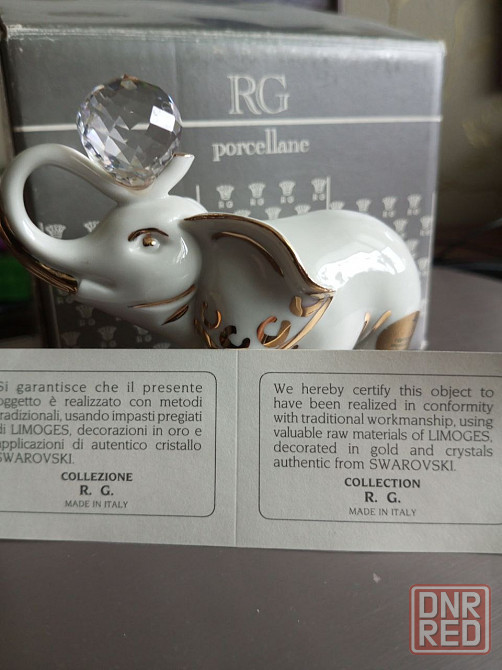 RG
porcellane
Si garantisce che il presente
oggetto è realizzato con metodi
tradizionali, usando impasti pregiati
di LIMOGES, decorazioni in oro e
applicazioni di autentico cristallo
SWAROVSKI.
COLLEZIONE
R. G.
MADE IN ITALY
We hereby certify this object to
have been realized in conformity
with traditional workmanship, using
valuable raw materials of LIMOGES,
decorated in gold and crystals
authentic from SWAROVSKI.
COLLECTION
R. G.
MADE IN ITALY
DNR
RED